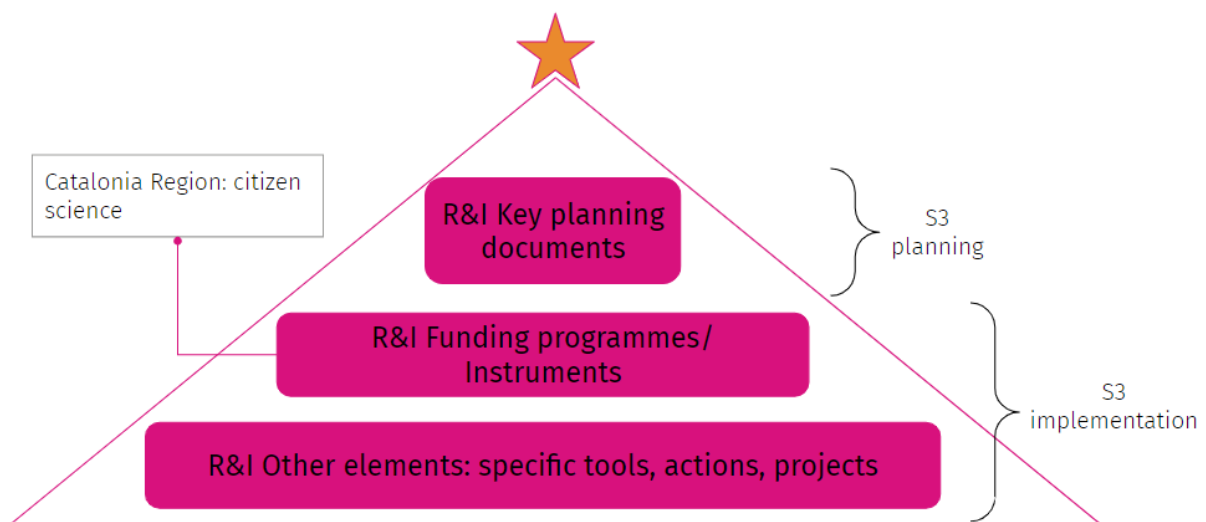 Catalonia Region: citizen
science
R&I Key planning
documents
S3
planning
R&I Funding programmes/
Instruments
S3
implementation
R&I Other elements: specific tools, actions, projects